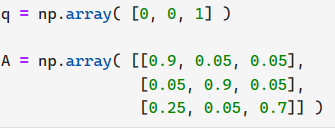 q = np.array( [0, 0, 1] )
A = np.array( [[0.9, 0.05, 0.05],
[0.05, 0.9, 0.05],
[0.25, 0.05, 0.7]] )